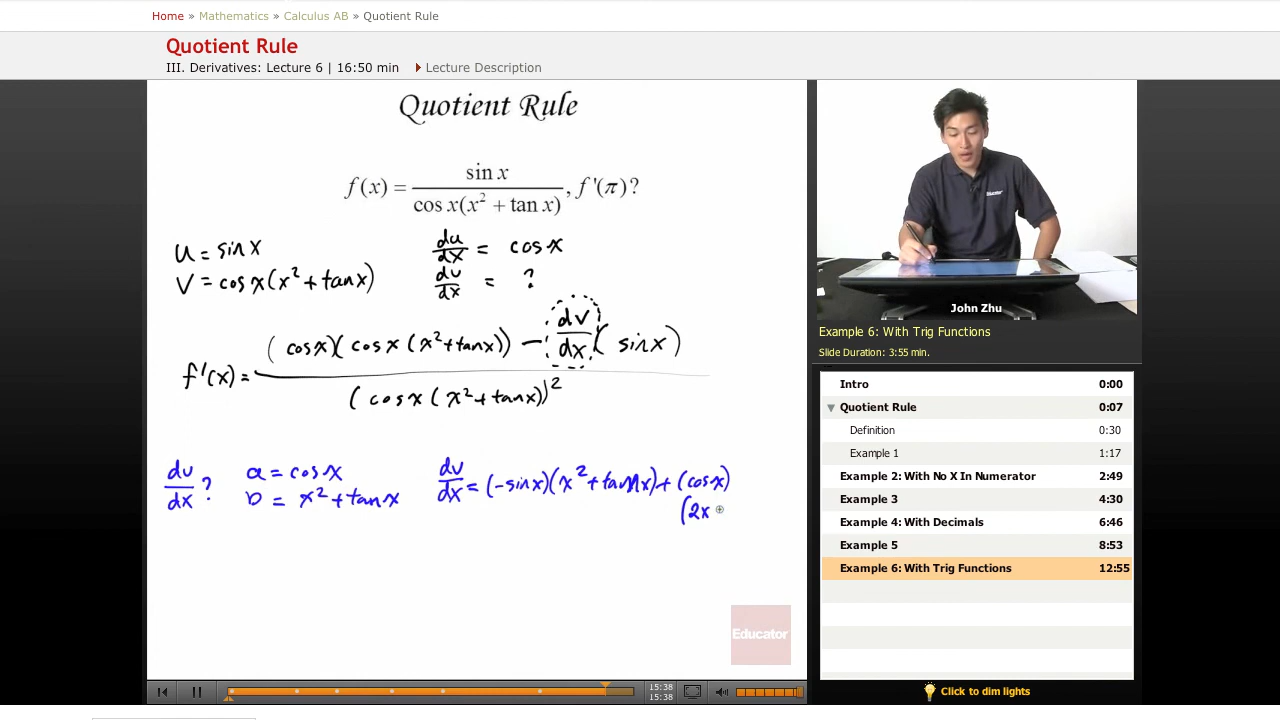 Home » Mathematics » Calculus AB » Quotient Rule
Quotient Rule
III. Derivatives: Lecture 6 | 16:50 min Lecture Description
Quotient Rule
f(x) = sin x / cos x(x² + tan x), f'(π)?
u = sin x
du/dx = cos x
v = cos x (x² + tan x)
dv/dx = ?
f'(x) = (cos x)(cos x (x² + tan x)) − dv/dx (sin x) / (cos x (x² + tan x))²
dv/dx ?
a = cos x
b = x² + tan x
dv/dx = (-sin x)(x² + tan x) + (cos x)
(2x
Educator
Educator
John Zhu
Example 6: With Trig Functions
Slide Duration: 3:55 min.
Intro 0:00
Quotient Rule 0:07
Definition 0:30
Example 1 1:17
Example 2: With No X In Numerator 2:49
Example 3 4:30
Example 4: With Decimals 6:46
Example 5 8:53
Example 6: With Trig Functions 12:55
15:38
15:38
Click to dim lights